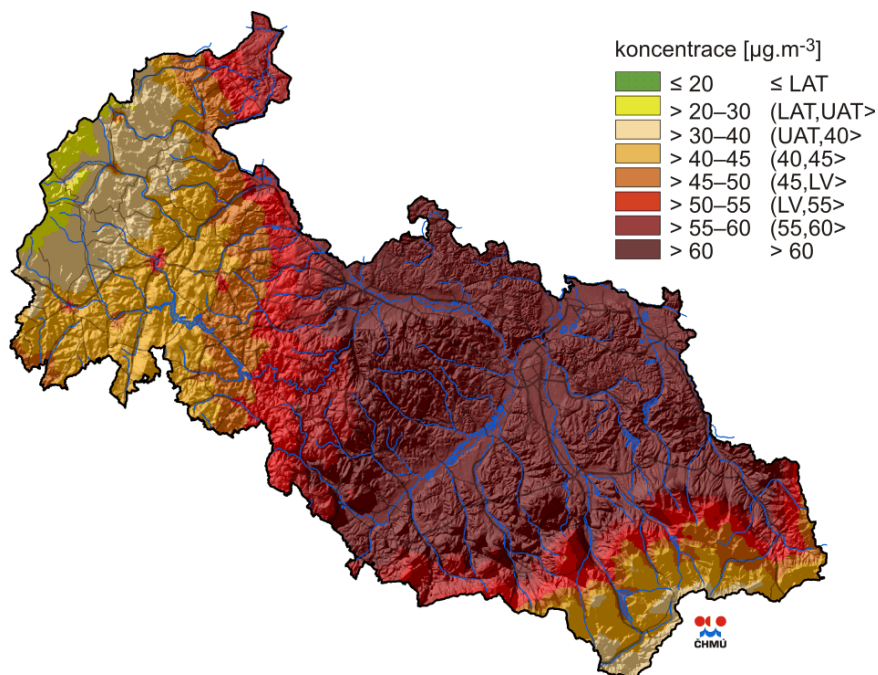 koncentrace [µg.m-3]
≤ 20 ≤ LAT
> 20–30 (LAT,UAT>
> 30–40 (UAT,40>
> 40–45 (40,45>
> 45–50 (45,LV>
> 50–55 (LV,55>
> 55–60 (55,60>
> 60 > 60
ČHMÚ